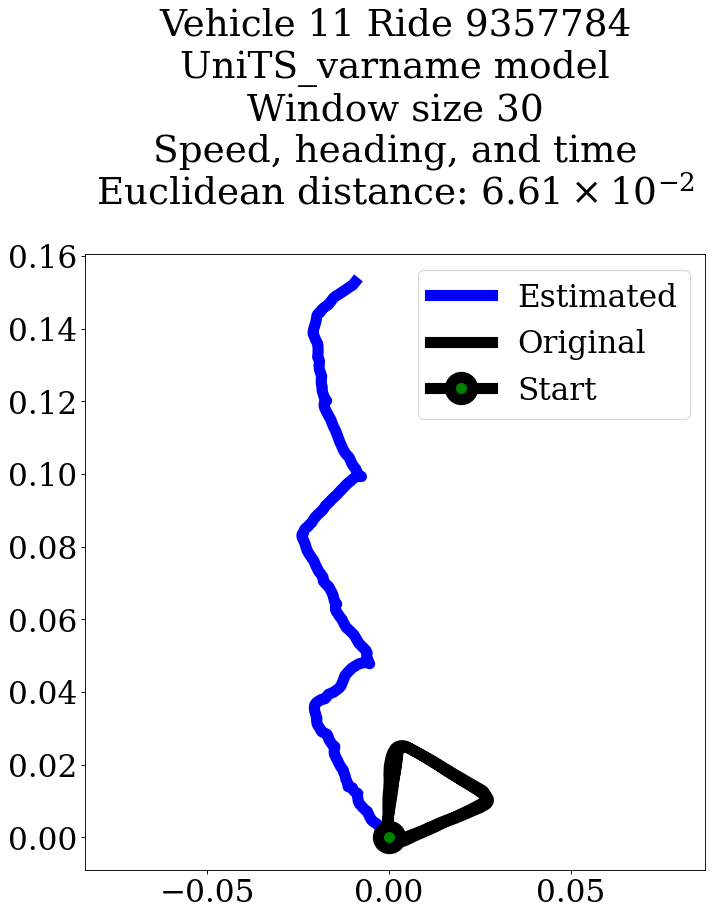 Vehicle 11 Ride 9357784
UniTS_varname model
Window size 30
Speed, heading, and time
Euclidean distance: 6.61 × 10⁻²
0.16
0.14
0.12
0.10
0.08
0.06
0.04
0.02
0.00
Estimated
Original
Start
−0.05
0.00
0.05